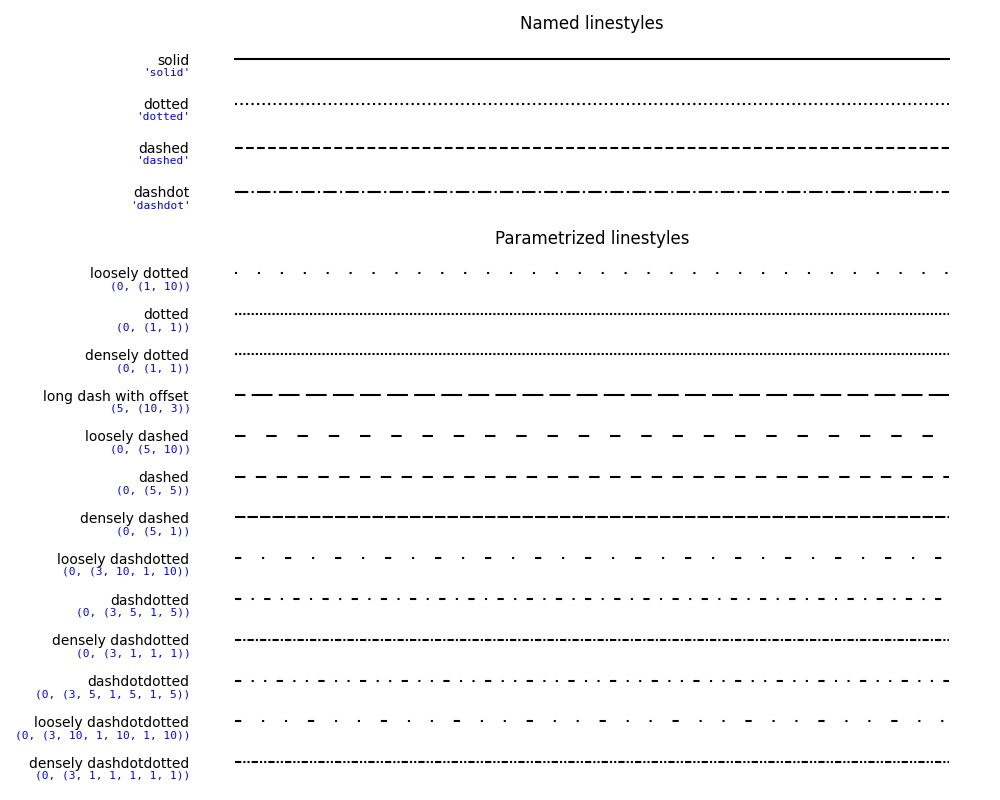 Named linestyles
solid
'solid'
dotted
'dotted'
dashed
'dashed'
dashdot
'dashdot'
Parametrized linestyles
loosely dotted
(0, (1, 10))
dotted
(0, (1, 1))
densely dotted
(0, (1, 1))
long dash with offset
(5, (10, 3))
loosely dashed
(0, (5, 10))
dashed
(0, (5, 5))
densely dashed
(0, (5, 1))
loosely dashdotted
(0, (3, 10, 1, 10))
dashdotted
(0, (3, 5, 1, 5))
densely dashdotted
(0, (3, 1, 1, 1))
dashdotdotted
(0, (3, 5, 1, 5, 1, 5))
loosely dashdotdotted
(0, (3, 10, 1, 10, 1, 10))
densely dashdotdotted
(0, (3, 1, 1, 1, 1, 1))